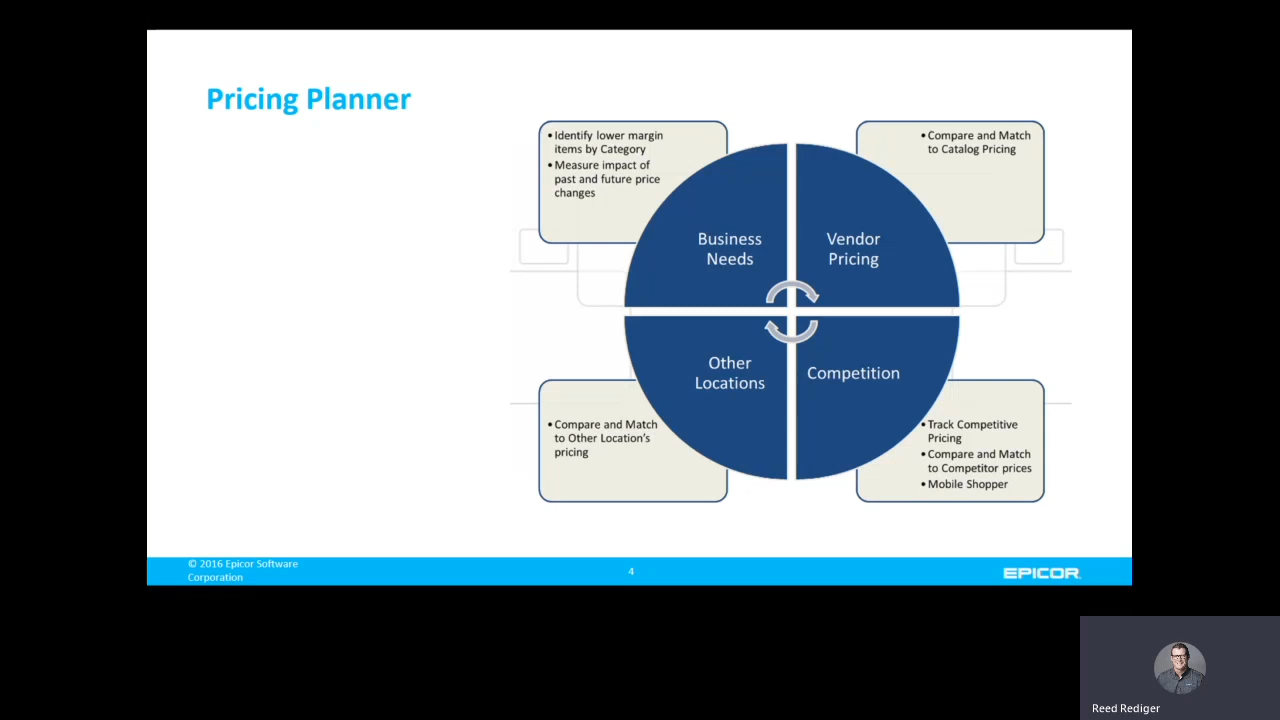 Pricing Planner
• Identify lower margin
items by Category
• Measure impact of
past and future price
changes
• Compare and Match
to Catalog Pricing
Business
Needs
Vendor
Pricing
Other
Locations
Competition
• Compare and Match
to Other Location's
pricing
• Track Competitive
Pricing
• Compare and Match
to Competitor prices
• Mobile Shopper
© 2016 Epicor Software
Corporation
4
EPICOR
Reed Rediger